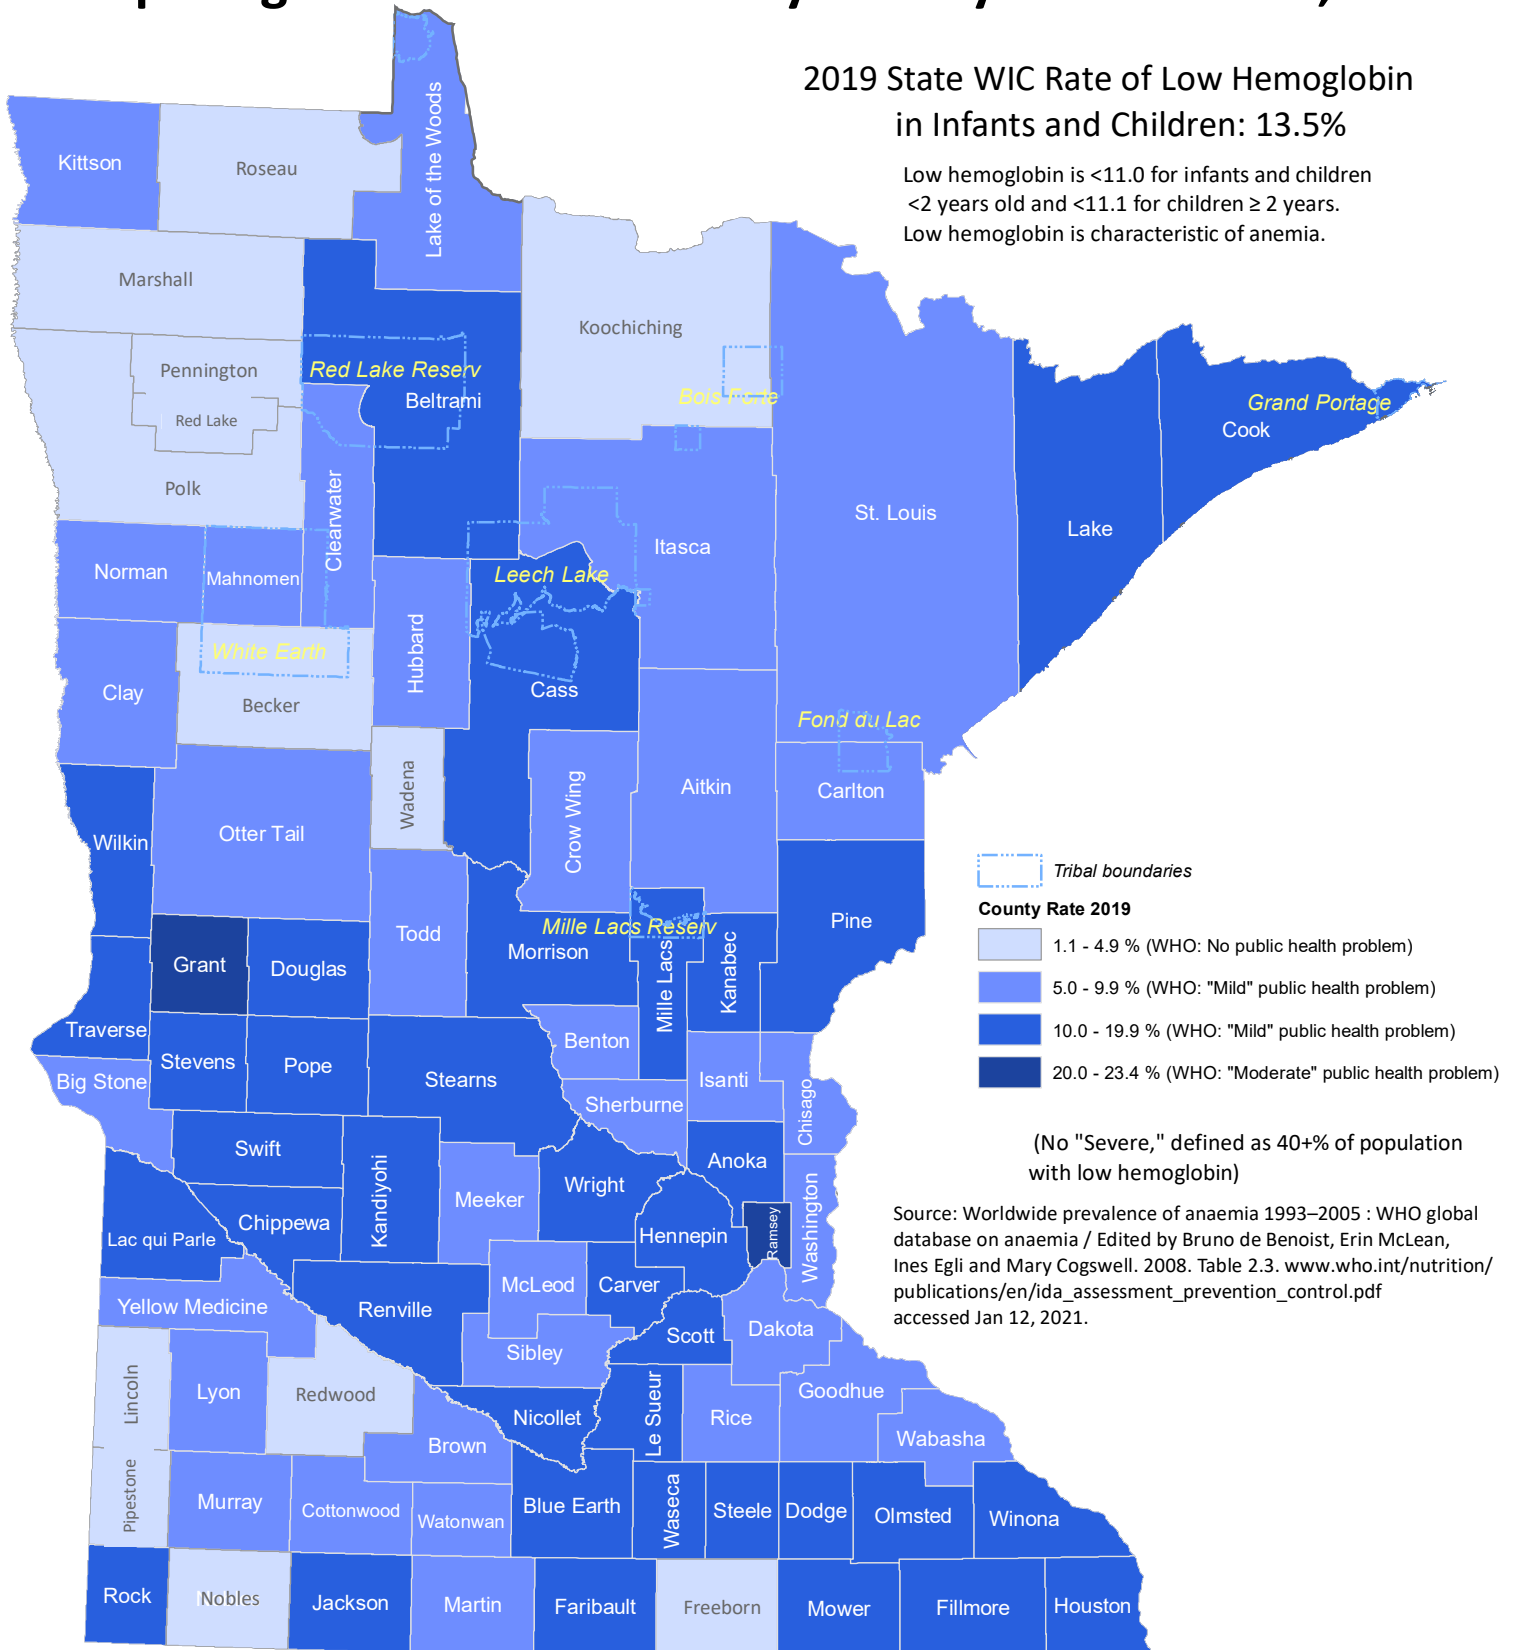 2019 State WIC Rate of Low Hemoglobin
in Infants and Children: 13.5%
Low hemoglobin is <11.0 for infants and children
<2 years old and <11.1 for children ≥ 2 years.
Low hemoglobin is characteristic of anemia.
Kittson
Roseau
Lake of the Woods
Marshall
Koochiching
Pennington
Red Lake Reserv
Beltrami
Bois Forte
Grand Portage
Cook
Red Lake
Polk
Clearwater
St. Louis
Lake
Itasca
Norman
Mahnomen
Leech Lake
White Earth
Hubbard
Clay
Becker
Cass
Fond du Lac
Wadena
Crow Wing
Aitkin
Carlton
Wilkin
Otter Tail
Tribal boundaries
County Rate 2019
1.1 - 4.9 % (WHO: No public health problem)
5.0 - 9.9 % (WHO: "Mild" public health problem)
10.0 - 19.9 % (WHO: "Mild" public health problem)
20.0 - 23.4 % (WHO: "Moderate" public health problem)
Todd
Mille Lacs Reserv
Morrison
Pine
Grant
Douglas
Mille Lacs
Kanabec
Traverse
Stevens
Pope
Stearns
Benton
Big Stone
Isanti
Sherburne
Chisago
(No "Severe," defined as 40+% of population
with low hemoglobin)
Swift
Kandiyohi
Anoka
Wright
Meeker
Washington
Chippewa
Hennepin
Ramsey
Lac qui Parle
Source: Worldwide prevalence of anaemia 1993–2005 : WHO global
database on anaemia / Edited by Bruno de Benoist, Erin McLean,
Ines Egli and Mary Cogswell. 2008. Table 2.3. www.who.int/nutrition/
publications/en/ida_assessment_prevention_control.pdf
accessed Jan 12, 2021.
McLeod
Carver
Yellow Medicine
Renville
Scott
Dakota
Sibley
Lincoln
Lyon
Redwood
Nicollet
Le Sueur
Rice
Goodhue
Brown
Wabasha
Pipestone
Murray
Cottonwood
Watonwan
Blue Earth
Waseca
Steele
Dodge
Olmsted
Winona
Rock
Nobles
Jackson
Martin
Faribault
Freeborn
Mower
Fillmore
Houston